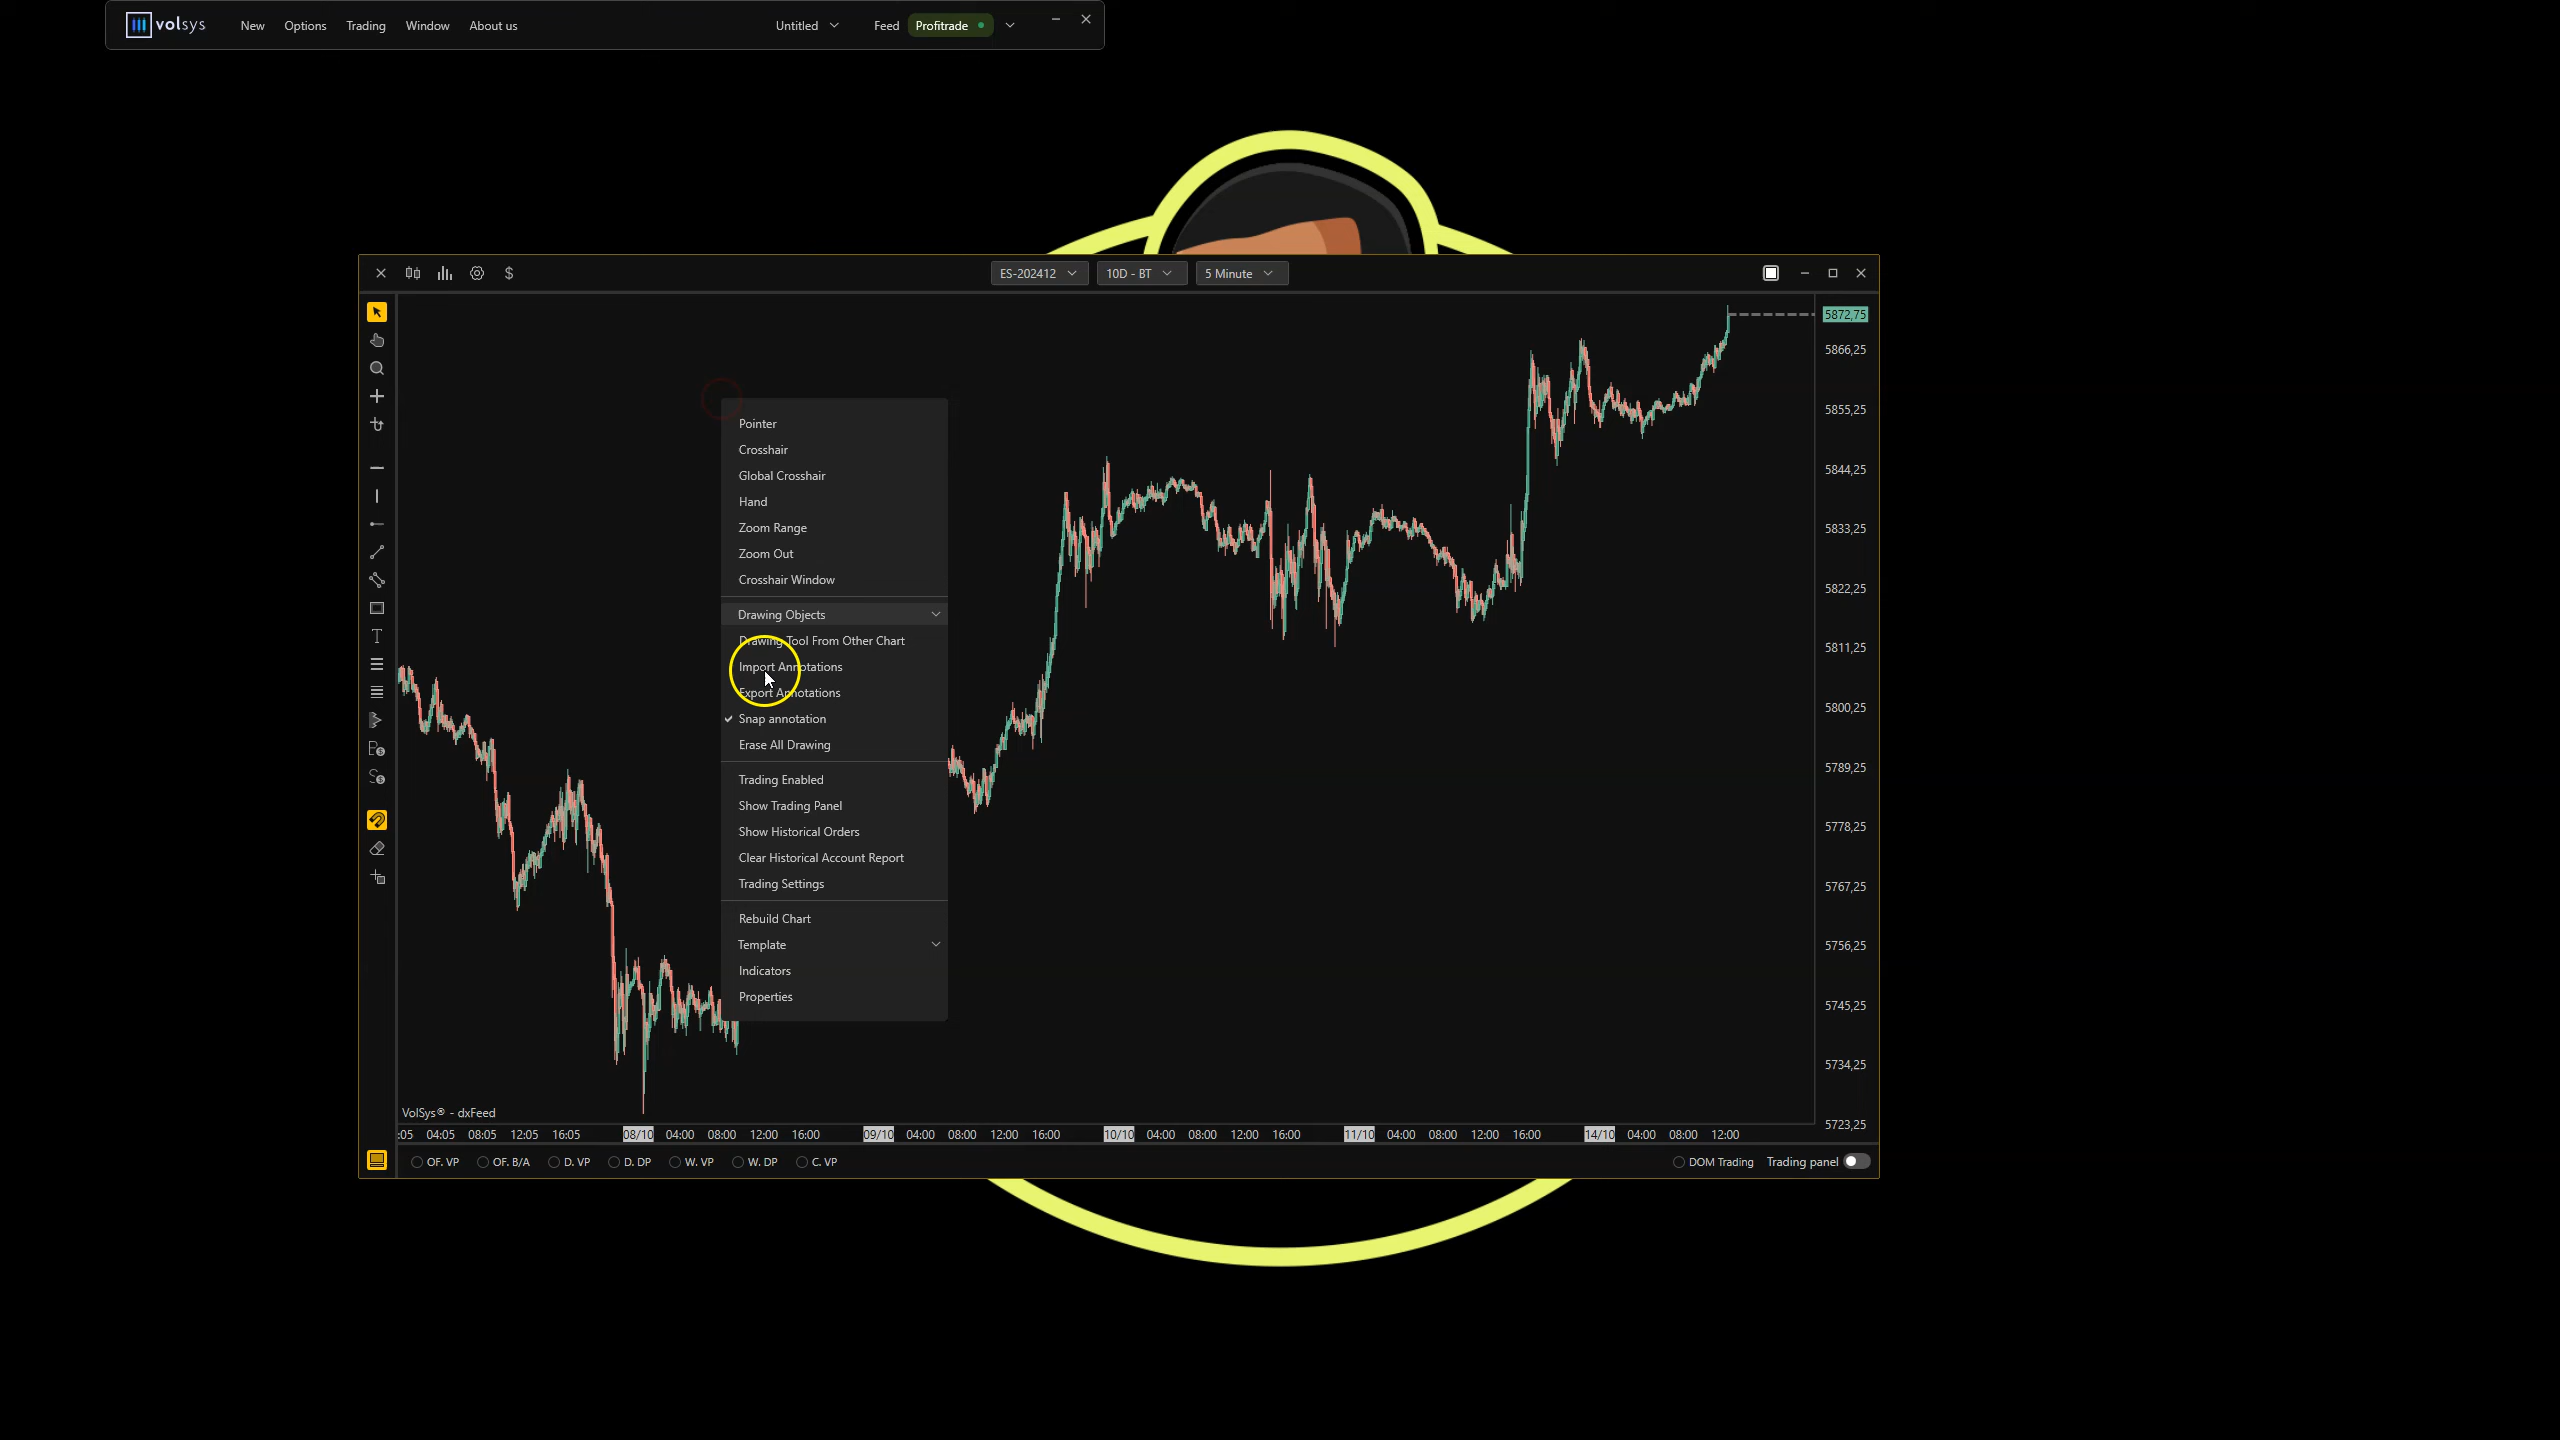 volsys New Options Trading Window About us Untitled Feed Profitrade
$ ES-202412 10D - BT 5 Minute
5872,75
5866,25
5855,25
5844,25
5833,25
5822,25
5811,25
5800,25
5789,25
5778,25
5767,25
5756,25
5745,25
5734,25
5723,25
Pointer
Crosshair
Global Crosshair
Hand
Zoom Range
Zoom Out
Crosshair Window
Drawing Objects
Drawing Tool From Other Chart
Import Annotations
Export Annotations
Snap annotation
Erase All Drawing
Trading Enabled
Show Trading Panel
Show Historical Orders
Clear Historical Account Report
Trading Settings
Rebuild Chart
Template
Indicators
Properties
VolSys® - dxFeed
:05 04:05 08:05 12:05 16:05 08/10 04:00 08:00 12:00 16:00 09/10 04:00 08:00 12:00 16:00 10/10 04:00 08:00 12:00 16:00 11/10 04:00 08:00 12:00 16:00 14/10 04:00 08:00 12:00
OF. VP OF. B/A D. VP D. DP W. VP W. DP C. VP DOM Trading Trading panel